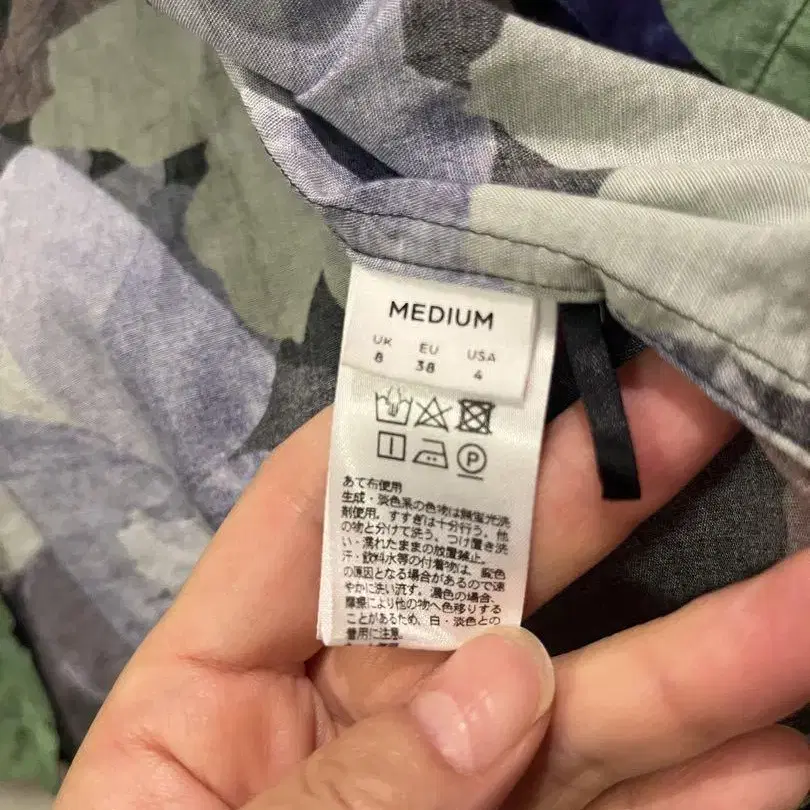 MEDIUM
UK EU USA
8 38 4
P
あて布使用
生成・淡色系の色物は無蛍光洗
剤使用。すすぎは十分行う。他
の物と分けて洗う。つけ置き洗
い・濡れたままの放置禁止。
汗・飲料水等の付着物は、変色
の原因となる場合があるので速
やかに洗い流す。濃色の場合、
摩擦により他の物へ色移りする
ことがあるため、白・淡色との
着用に注意。